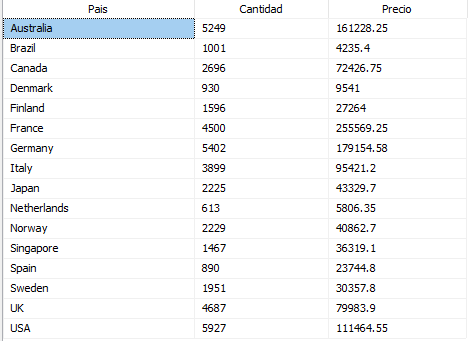 Pais Cantidad Precio
Australia 5249 161228.25
Brazil 1001 4235.4
Canada 2696 72426.75
Denmark 930 9541
Finland 1596 27264
France 4500 255569.25
Germany 5402 179154.58
Italy 3899 95421.2
Japan 2225 43329.7
Netherlands 613 5806.35
Norway 2229 40862.7
Singapore 1467 36319.1
Spain 890 23744.8
Sweden 1951 30357.8
UK 4687 79983.9
USA 5927 111464.55